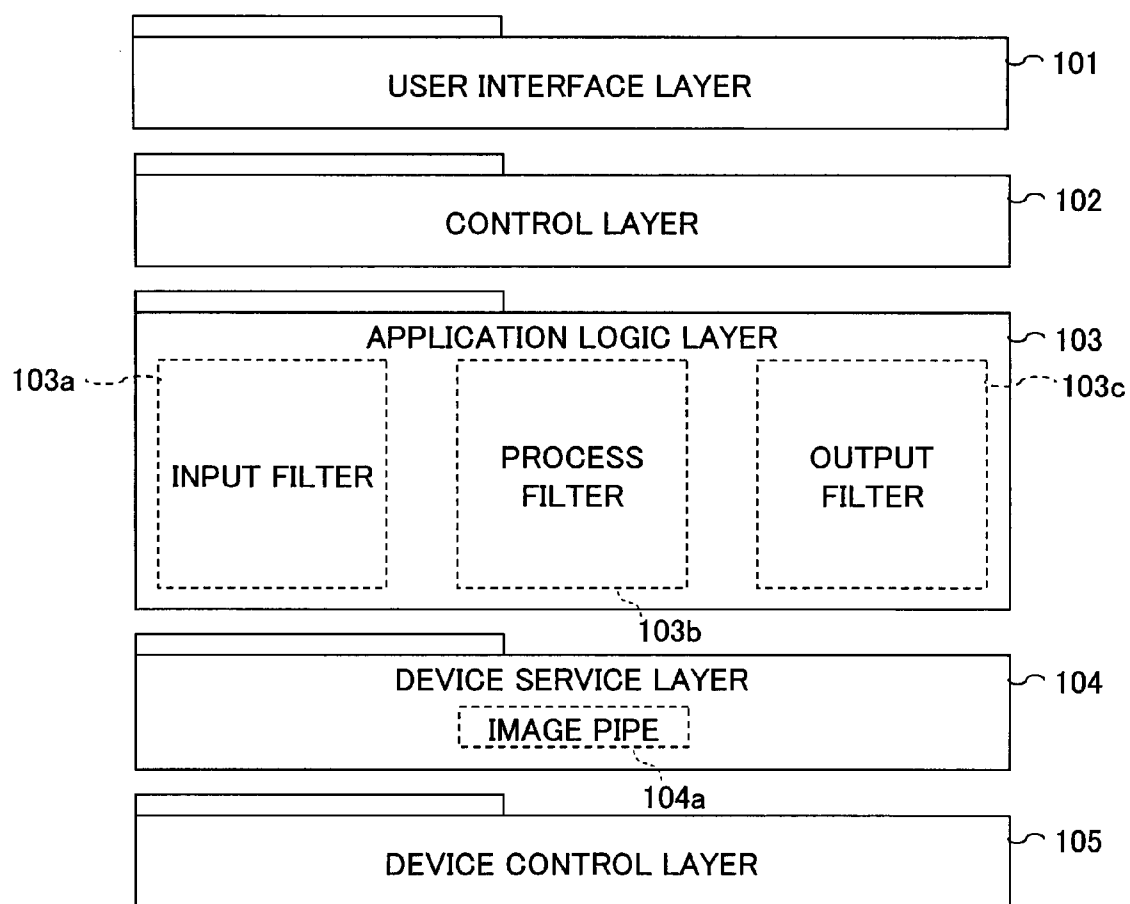 USER INTERFACE LAYER
101
CONTROL LAYER
102
APPLICATION LOGIC LAYER
103
103a
103c
INPUT FILTER
PROCESS
FILTER
OUTPUT
FILTER
103b
DEVICE SERVICE LAYER
104
IMAGE PIPE
104a
DEVICE CONTROL LAYER
105